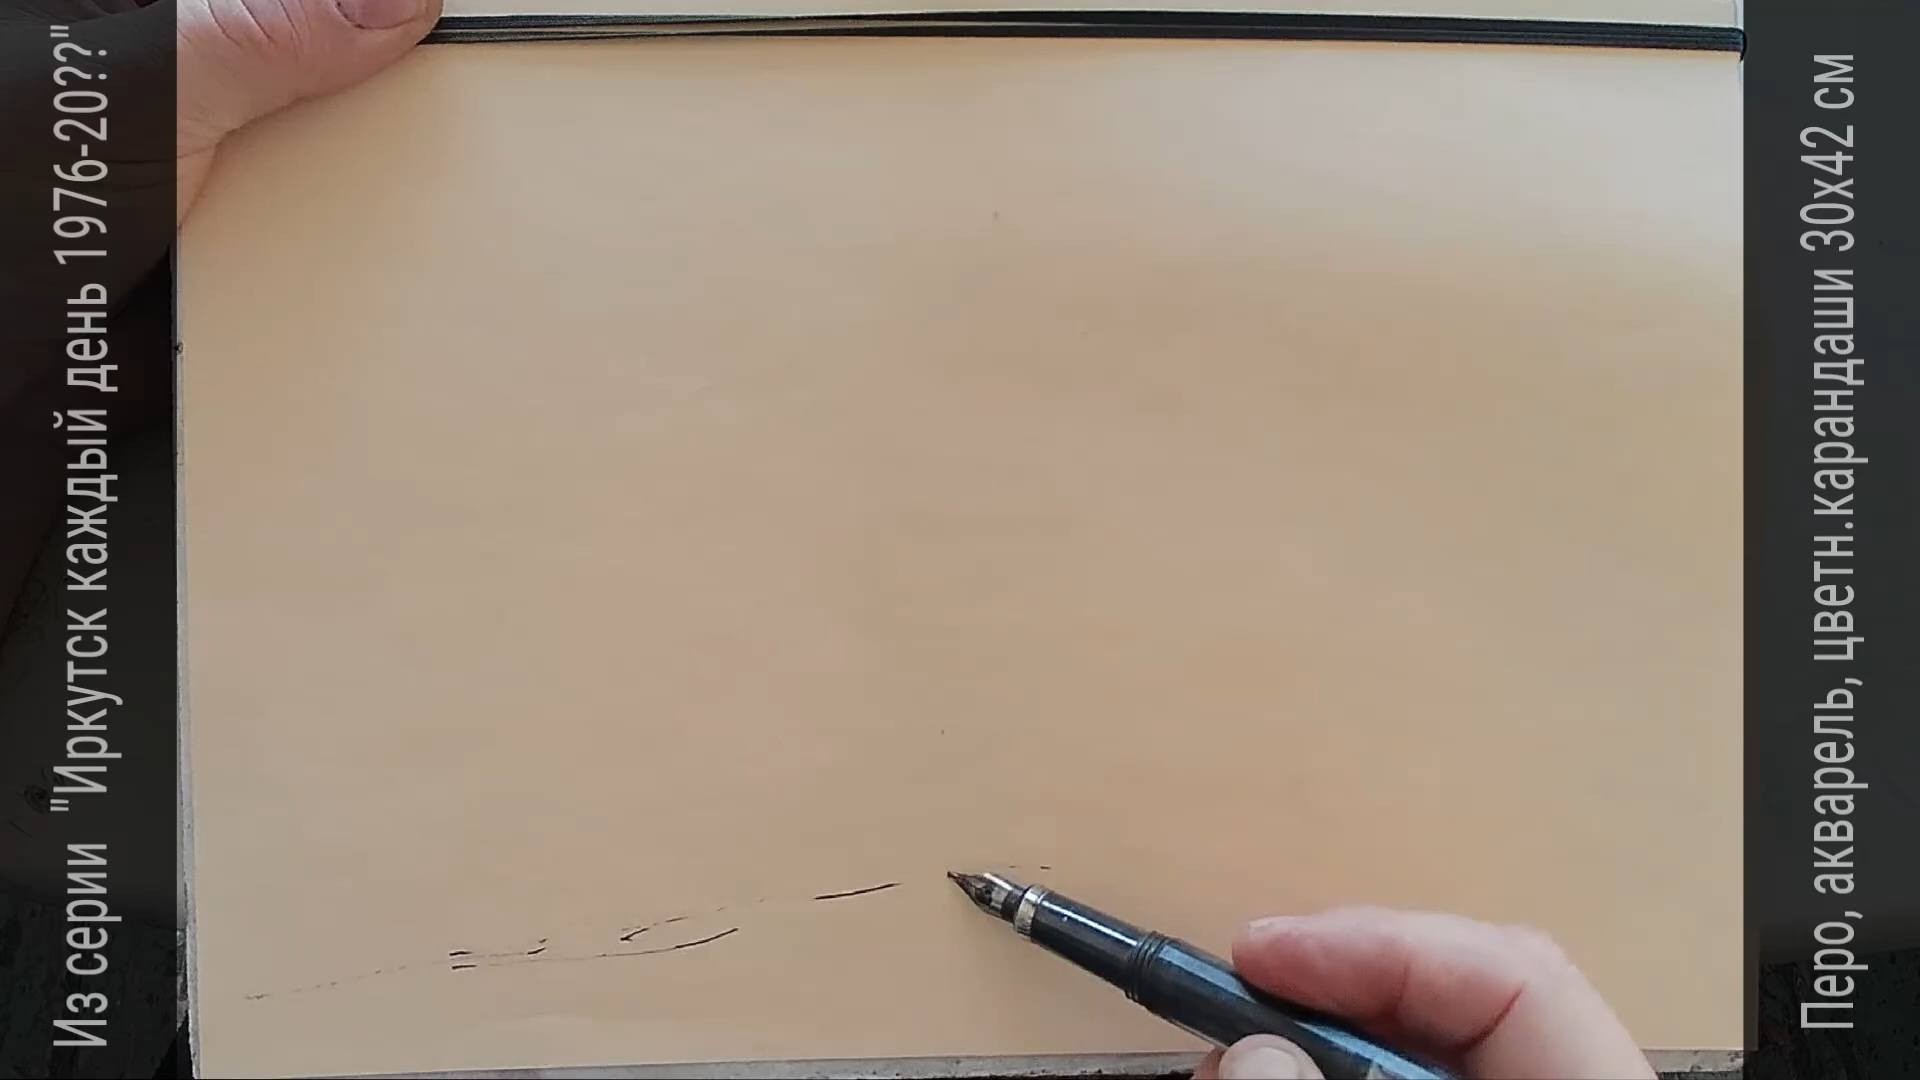 Из серии "Иркутск каждый день 1976-20??"
Перо, акварель, цветн.карандаши 30х42 см